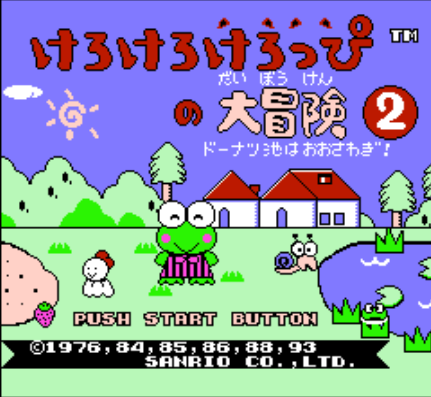 けろけろけろっぴ™
だいぼうけん
の大冒険2
ドーナツ池はおおさわぎ!
PUSH START BUTTON
©1976,84,85,86,88,93
SANRIO CO.,LTD.